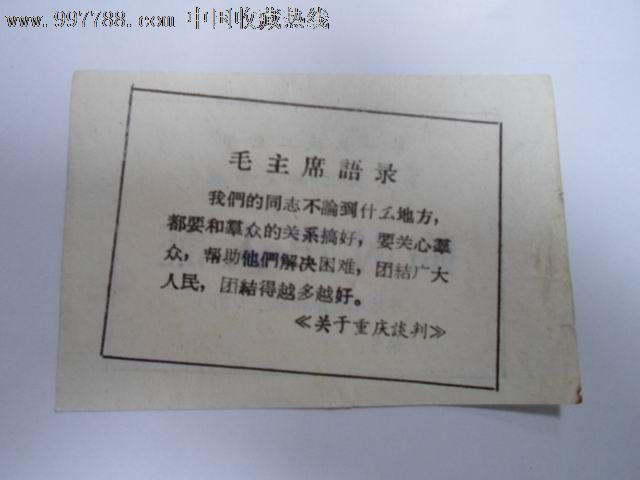 www.997788.com 中国收藏热线
毛主席語录
我們的同志不論到什么地方，
都要和羣众的关系搞好，要关心羣
众，帮助他們解决困难，团結广大
人民，团結得越多越好。
≪关于重庆談判≫